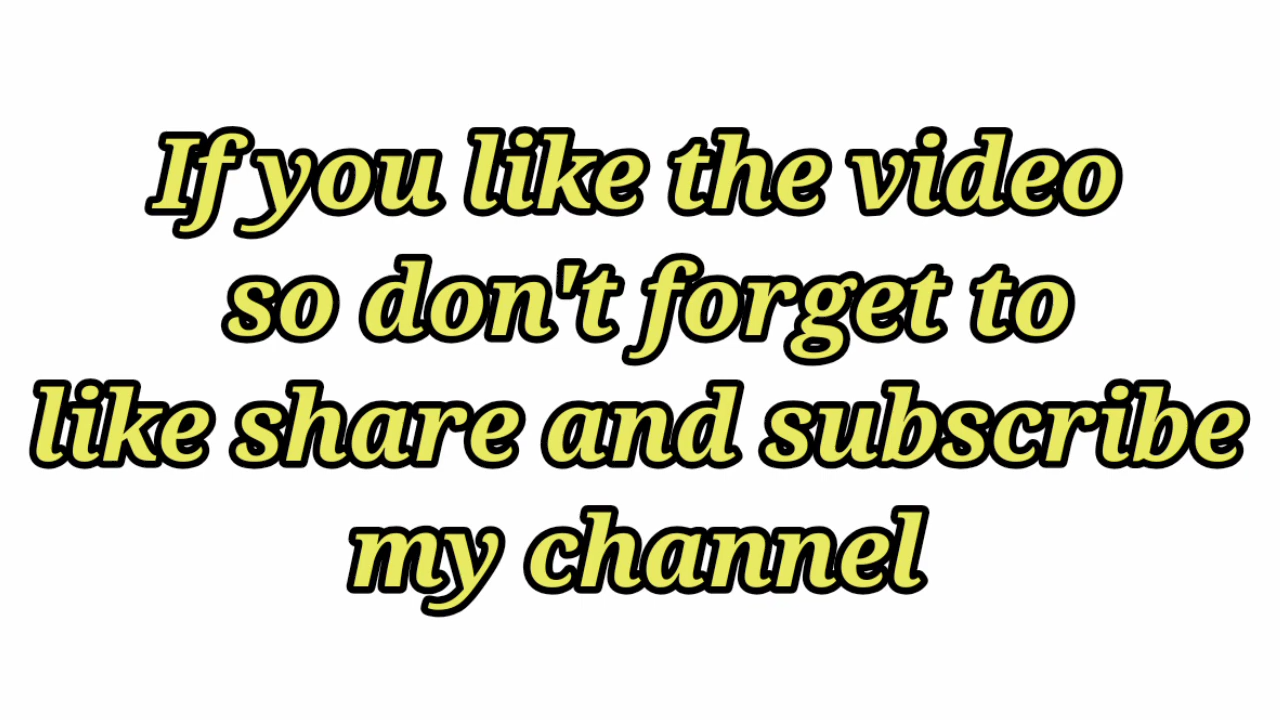 If you like the video
so don't forget to
like share and subscribe
my channel